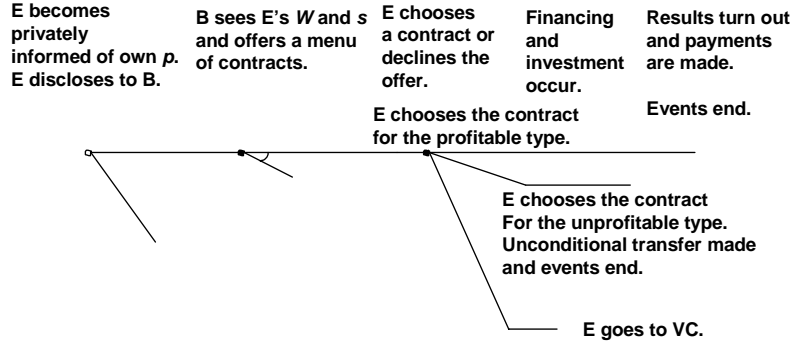 E becomes
privately
informed of own p.
E discloses to B.
B sees E's W and s
and offers a menu
of contracts.
E chooses
a contract or
declines the
offer.
Financing
and
investment
occur.
Results turn out
and payments
are made.
Events end.
E chooses the contract
for the profitable type.
E chooses the contract
For the unprofitable type.
Unconditional transfer made
and events end.
E goes to VC.